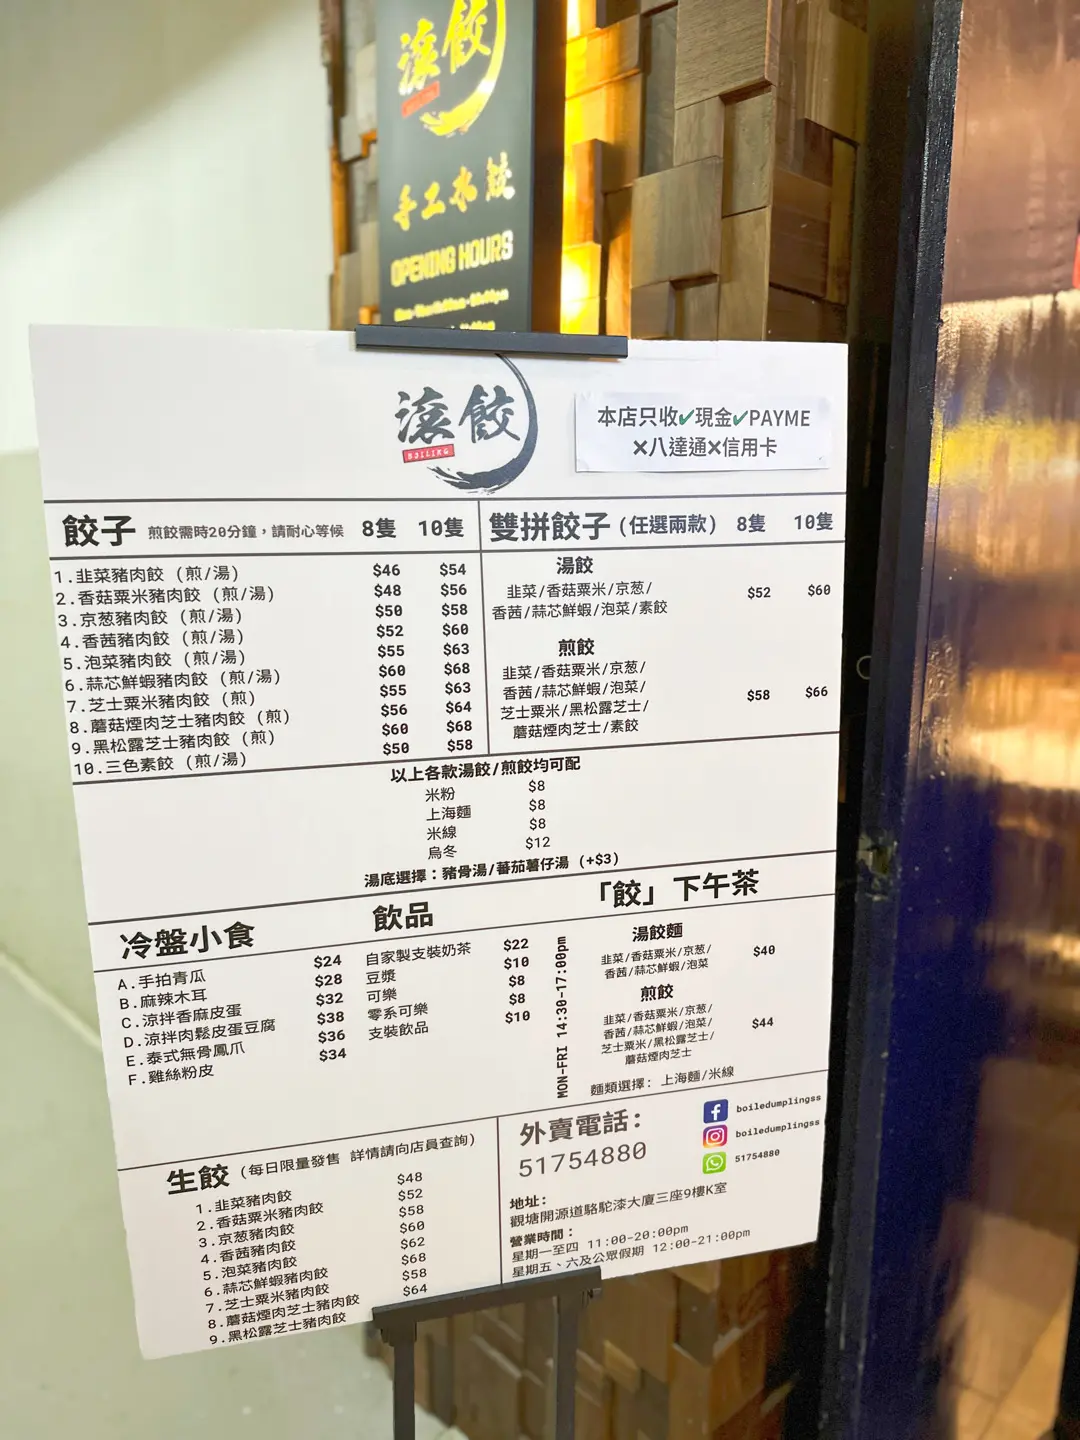 滾餃
手工水餃
OPENING HOURS
滾餃
BOILING
本店只收✔現金✔PAYME
✖八達通✖信用卡
餃子 煎餃需時20分鐘，請耐心等候 8隻 10隻
1.韭菜豬肉餃 (煎/湯) $46 $54
2.香菇粟米豬肉餃 (煎/湯) $48 $56
3.京葱豬肉餃 (煎/湯) $50 $58
4.香茜豬肉餃 (煎/湯) $52 $60
5.泡菜豬肉餃 (煎/湯) $55 $63
6.蒜芯鮮蝦豬肉餃 (煎/湯) $60 $68
7.芝士粟米豬肉餃 (煎) $55 $63
8.蘑菇煙肉芝士豬肉餃 (煎) $56 $64
9.黑松露芝士豬肉餃 (煎) $60 $68
10.三色素餃 (煎/湯) $50 $58
雙拼餃子 (任選兩款) 8隻 10隻
湯餃
韭菜/香菇粟米/京葱/
香茜/蒜芯鮮蝦/泡菜/素餃 $52 $60
煎餃
韭菜/香菇粟米/京葱/
香茜/蒜芯鮮蝦/泡菜/
芝士粟米/黑松露芝士/ $58 $66
蘑菇煙肉芝士/素餃
以上各款湯餃/煎餃均可配
米粉 $8
上海麵 $8
米線 $8
烏冬 $12
湯底選擇：豬骨湯/蕃茄薯仔湯 (+$3)
冷盤小食
A.手拍青瓜 $24
B.麻辣木耳 $28
C.涼拌香麻皮蛋 $32
D.涼拌肉鬆皮蛋豆腐 $38
E.泰式無骨鳳爪 $36
F.雞絲粉皮 $34
飲品
自家製支裝奶茶 $22
豆漿 $10
可樂 $8
零系可樂 $8
支裝飲品 $10
「餃」下午茶
MON-FRI 14:30-17:00pm
湯餃麵
韭菜/香菇粟米/京葱/
香茜/蒜芯鮮蝦/泡菜 $40
煎餃
韭菜/香菇粟米/京葱/
香茜/蒜芯鮮蝦/泡菜/
芝士粟米/黑松露芝士/ $44
蘑菇煙肉芝士
麵類選擇: 上海麵/米線
生餃 (每日限量發售 詳情請向店員查詢)
1.韭菜豬肉餃 $48
2.香菇粟米豬肉餃 $52
3.京葱豬肉餃 $58
4.香茜豬肉餃 $60
5.泡菜豬肉餃 $62
6.蒜芯鮮蝦豬肉餃 $68
7.芝士粟米豬肉餃 $58
8.蘑菇煙肉芝士豬肉餃 $64
9.黑松露芝士豬肉餃
外賣電話:
51754880
boiledumplingss
boiledumplingss
51754880
地址:
觀塘開源道駱駝漆大廈三座9樓K室
營業時間：
星期一至四 11:00-20:00pm
星期五、六及公眾假期 12:00-21:00pm